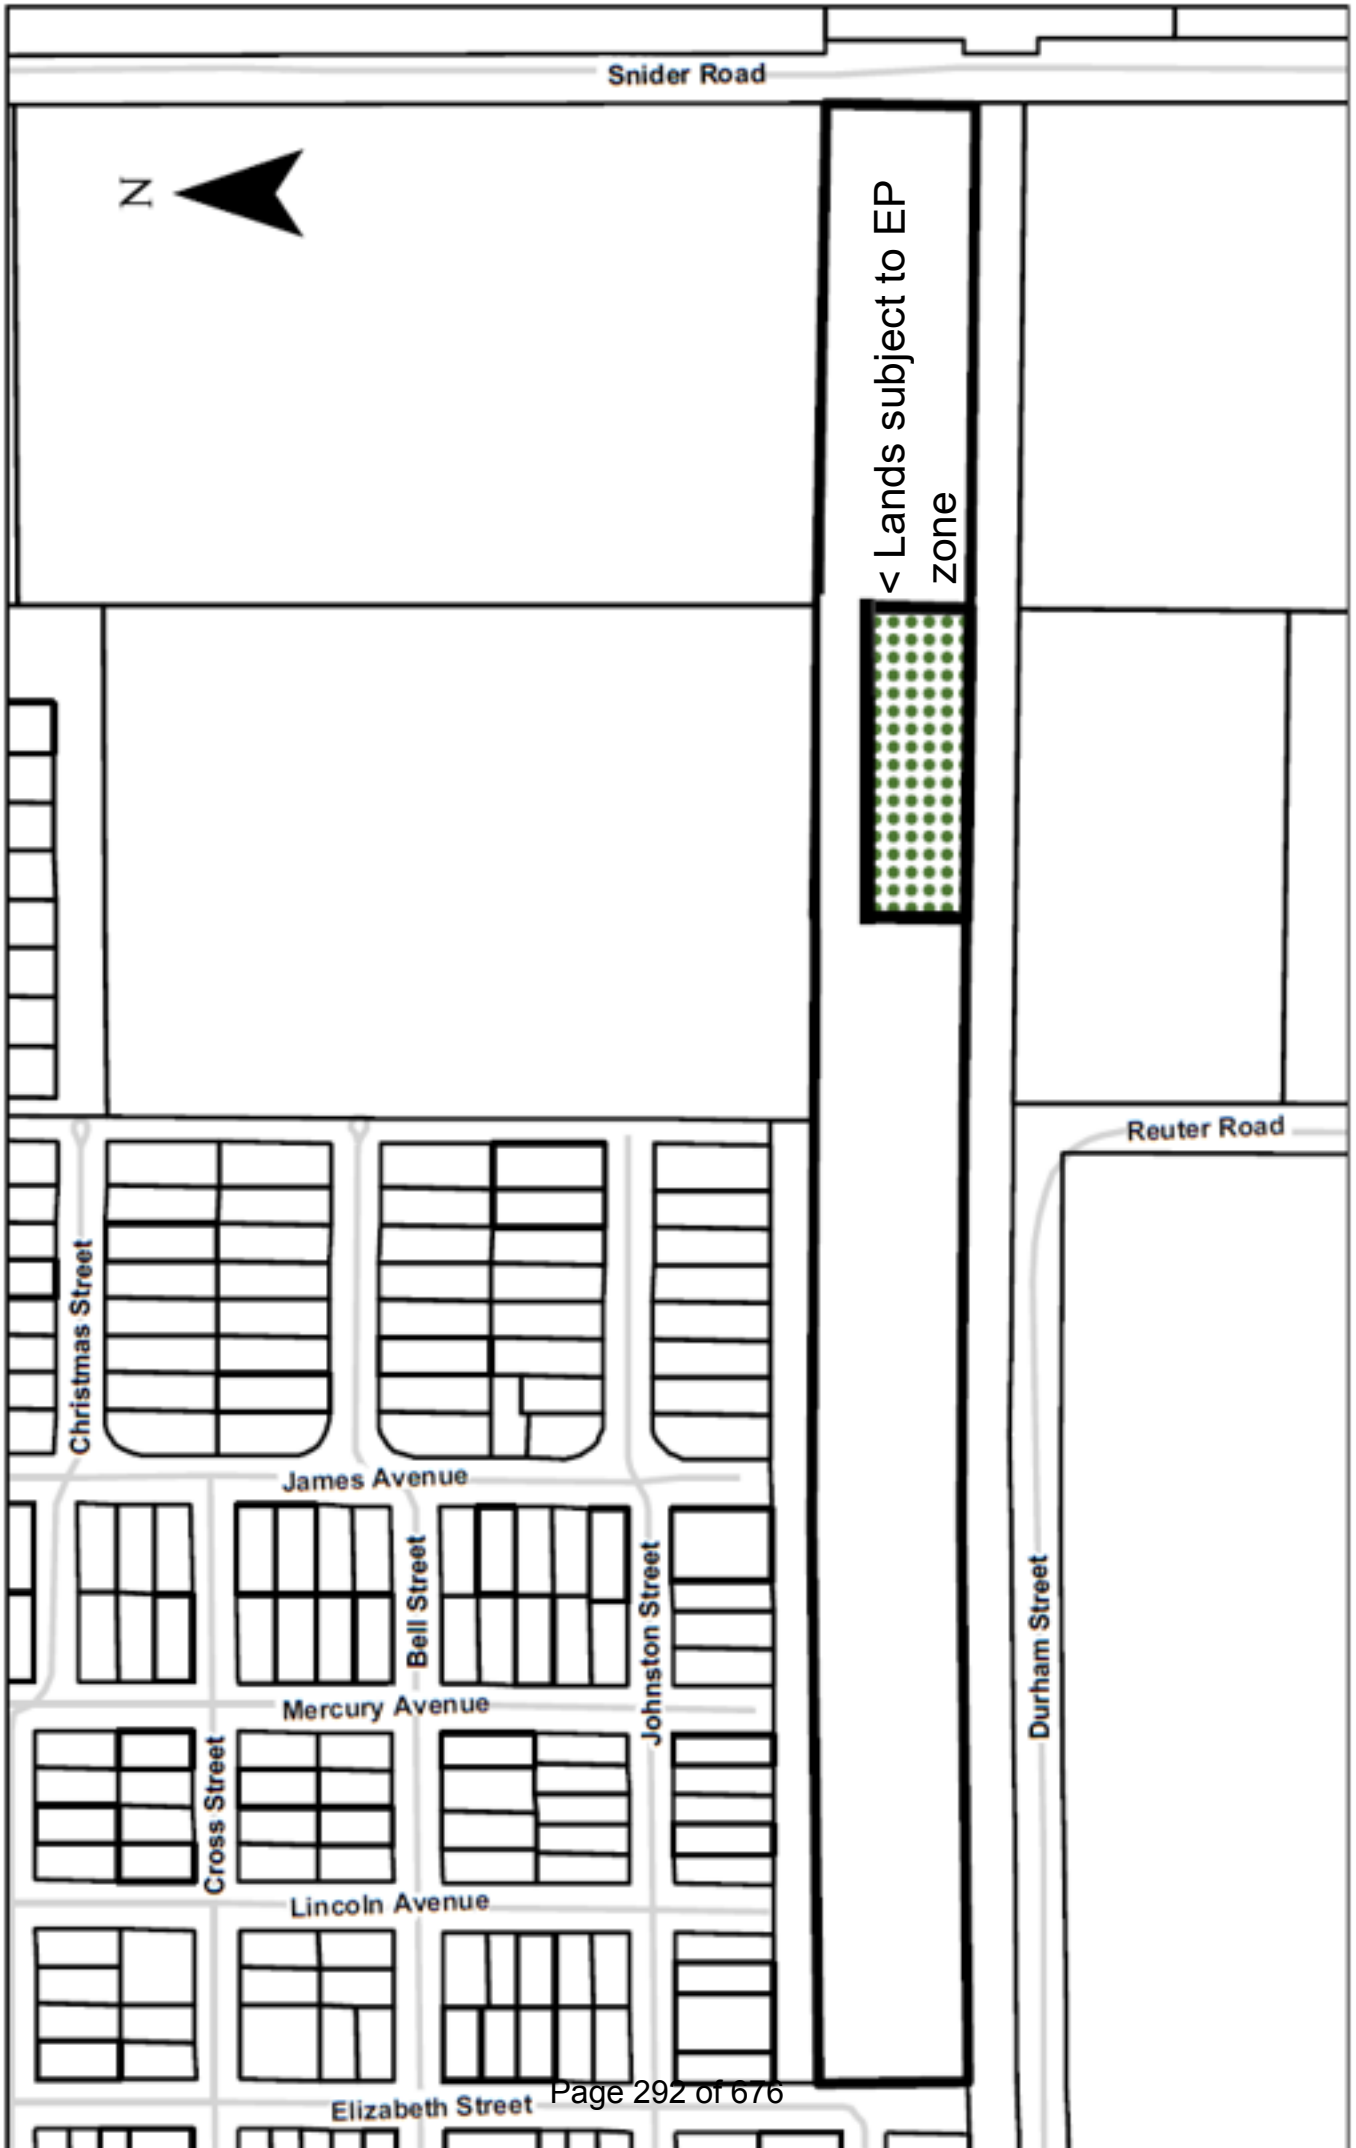 Snider Road
N
< Lands subject to EP
zone
Reuter Road
Christmas Street
James Avenue
Bell Street
Johnston Street
Durham Street
Mercury Avenue
Cross Street
Lincoln Avenue
Page 292 of 676
Elizabeth Street